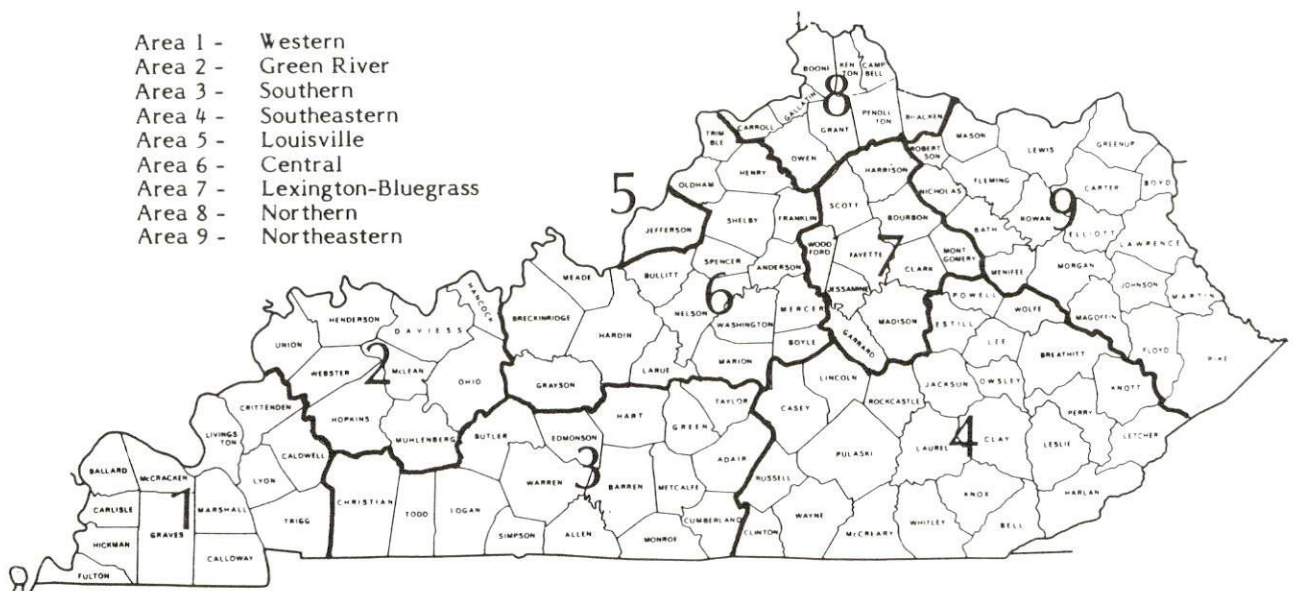 Area 1 - Western
Area 2 - Green River
Area 3 - Southern
Area 4 - Southeastern
Area 5 - Louisville
Area 6 - Central
Area 7 - Lexington-Bluegrass
Area 8 - Northern
Area 9 - Northeastern
BOONE
KEN
TON
CAMP
BELL
8
GALLATIN
CARROLL
GRANT
PENDLE
TON
BRACKEN
TRIM
BLE
OWEN
MASON
ROBERT
SON
LEWIS
GREENUP
HENRY
HARRISON
FLEMING
CARTER
BOYD
5
OLDHAM
NICHOLAS
9
SCOTT
ROWAN
SHELBY
FRANKLIN
BOURBON
ELLIOTT
JEFFERSON
BATH
LAWRENCE
WOOD
FORD
FAYETTE
7
MONT
GOMERY
SPENCER
CLARK
MENIFEE
MORGAN
BULLITT
ANDERSON
MEADE
JESSAMINE
JOHNSON
MARTIN
HANCOCK
6
POWELL
WOLFE
MAGOFFIN
NELSON
MERCER
BRECKINRIDGE
HENDERSON
DAVIESS
HARDIN
WASHINGTON
MADISON
ESTILL
LEE
FLOYD
PIKE
UNION
BOYLE
GARRARD
BREATHITT
MARION
2
WEBSTER
McLEAN
LARUE
OHIO
GRAYSON
LINCOLN
JACKSON
OWSLEY
KNOTT
CRITTENDEN
TAYLOR
ROCKCASTLE
CASEY
HART
PERRY
HOPKINS
GREEN
LIVINGS
TON
MUHLENBERG
BUTLER
EDMONSON
4
CLAY
LETCHER
LAUREL
LESLIE
CALDWELL
ADAIR
PULASKI
BALLARD
McCRACKEN
3
LYON
WARREN
BARREN
METCALFE
RUSSELL
1
HARLAN
KNOX
CHRISTIAN
MARSHALL
CARLISLE
TODD
LOGAN
WAYNE
CUMBERLAND
TRIGG
WHITLEY
BELL
GRAVES
SIMPSON
ALLEN
CLINTON
McCREARY
MONROE
HICKMAN
CALLOWAY
FULTON